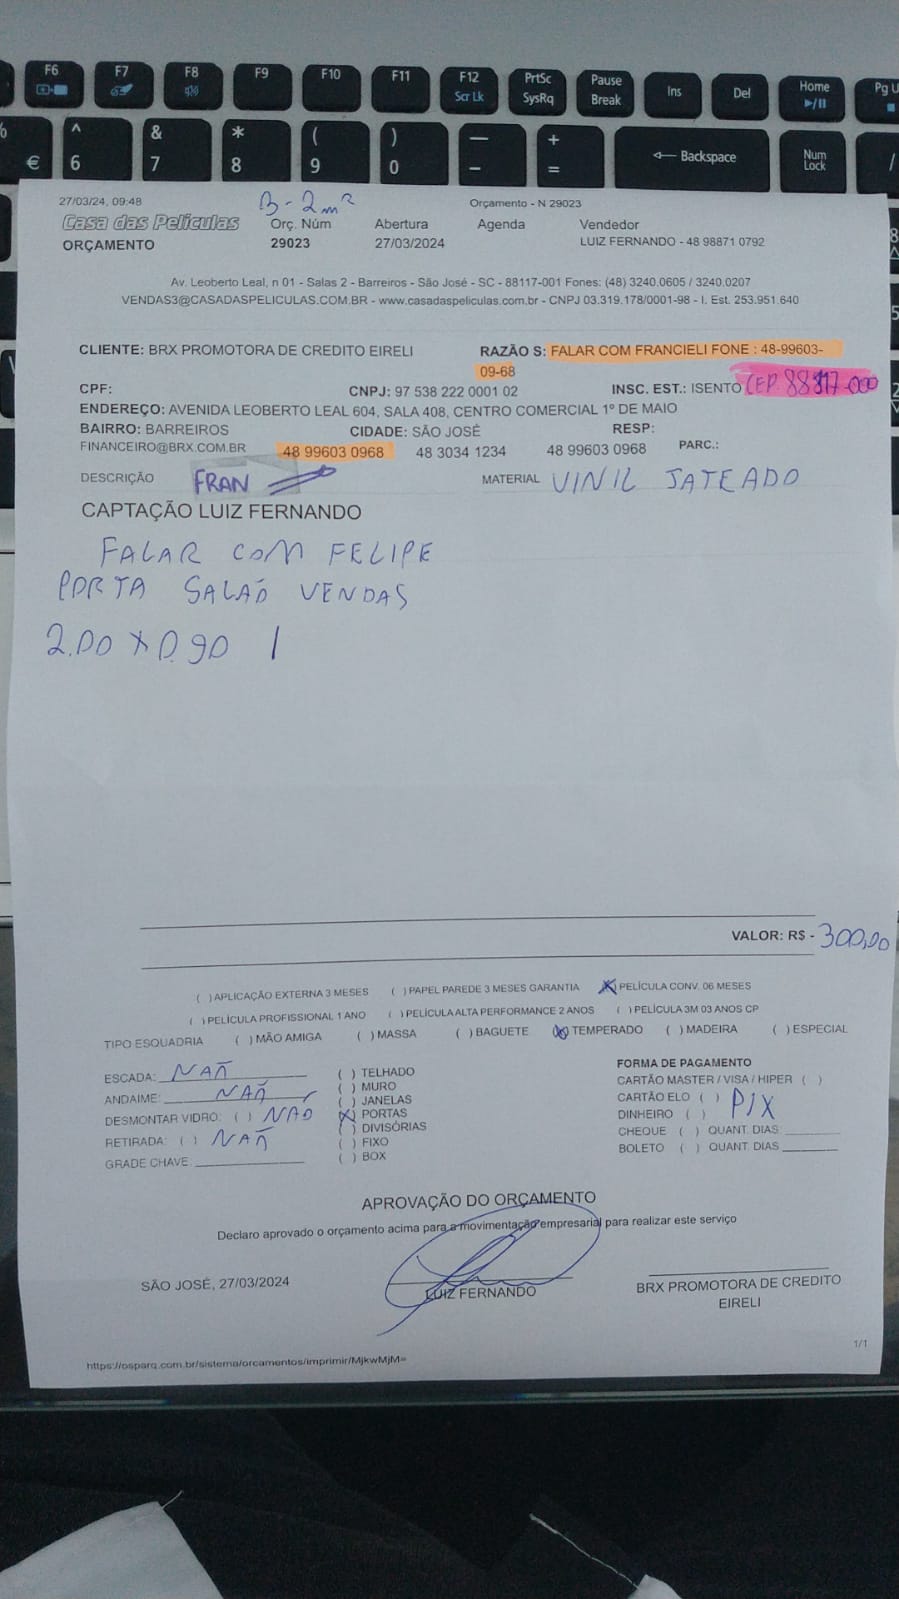 F6 F7 F8 F9 F10 F11 F12 PrtSc Pause Ins Del Home Pg U
Scr Lk SysRq Break
% ^ & * ( ) — + ← Backspace Num /
€ 6 7 8 9 0 - = Lock
27/03/24, 09:48 B - 2m² Orçamento - N 29023
Casa das Películas Orç. Núm Abertura Agenda Vendedor
ORÇAMENTO 29023 27/03/2024 LUIZ FERNANDO - 48 98871 0792
Av. Leoberto Leal, n 01 - Salas 2 - Barreiros - São José - SC - 88117-001 Fones: (48) 3240.0605 / 3240.0207
VENDAS3@CASADASPELICULAS.COM.BR - www.casadaspeliculas.com.br - CNPJ 03.319.178/0001-98 - I. Est. 253.951.640
CLIENTE: BRX PROMOTORA DE CREDITO EIRELI RAZÃO S: FALAR COM FRANCIELI FONE : 48-99603-
09-68
CPF: CNPJ: 97 538 222 0001 02 INSC. EST.: ISENTO CEP. 88117-000
ENDEREÇO: AVENIDA LEOBERTO LEAL 604, SALA 408, CENTRO COMERCIAL 1º DE MAIO
BAIRRO: BARREIROS CIDADE: SÃO JOSÉ RESP:
FINANCEIRO@BRX.COM.BR 48 99603 0968 48 3034 1234 48 99603 0968 PARC.:
DESCRIÇÃO FRAN MATERIAL VINIL JATEADO
CAPTAÇÃO LUIZ FERNANDO
FALAR COM FELIPE
PORTA SALAÕ VENDAS
2.00 X 0.90 1
VALOR: R$ - 300,00
( ) APLICAÇÃO EXTERNA 3 MESES ( ) PAPEL PAREDE 3 MESES GARANTIA (X) PELÍCULA CONV. 06 MESES
( ) PELÍCULA PROFISSIONAL 1 ANO ( ) PELÍCULA ALTA PERFORMANCE 2 ANOS ( ) PELÍCULA 3M 03 ANOS CP
TIPO ESQUADRIA ( ) MÃO AMIGA ( ) MASSA ( ) BAGUETE (X) TEMPERADO ( ) MADEIRA ( ) ESPECIAL
ESCADA: NAÕ ( ) TELHADO FORMA DE PAGAMENTO
ANDAIME: NAÕ ( ) MURO CARTÃO MASTER / VISA / HIPER ( )
DESMONTAR VIDRO: ( ) NAO ( ) JANELAS CARTÃO ELO ( ) PIX
RETIRADA: ( ) NAÕ (X) PORTAS DINHEIRO ( )
GRADE CHAVE: ( ) DIVISÓRIAS CHEQUE ( ) QUANT. DIAS:
( ) FIXO BOLETO ( ) QUANT. DIAS
( ) BOX
APROVAÇÃO DO ORÇAMENTO
Declaro aprovado o orçamento acima para a movimentação empresarial para realizar este serviço
SÃO JOSÉ, 27/03/2024 LUIZ FERNANDO BRX PROMOTORA DE CREDITO
EIRELI
1/1
https://osparq.com.br/sistema/orcamentos/imprimir/MjkwMjM=